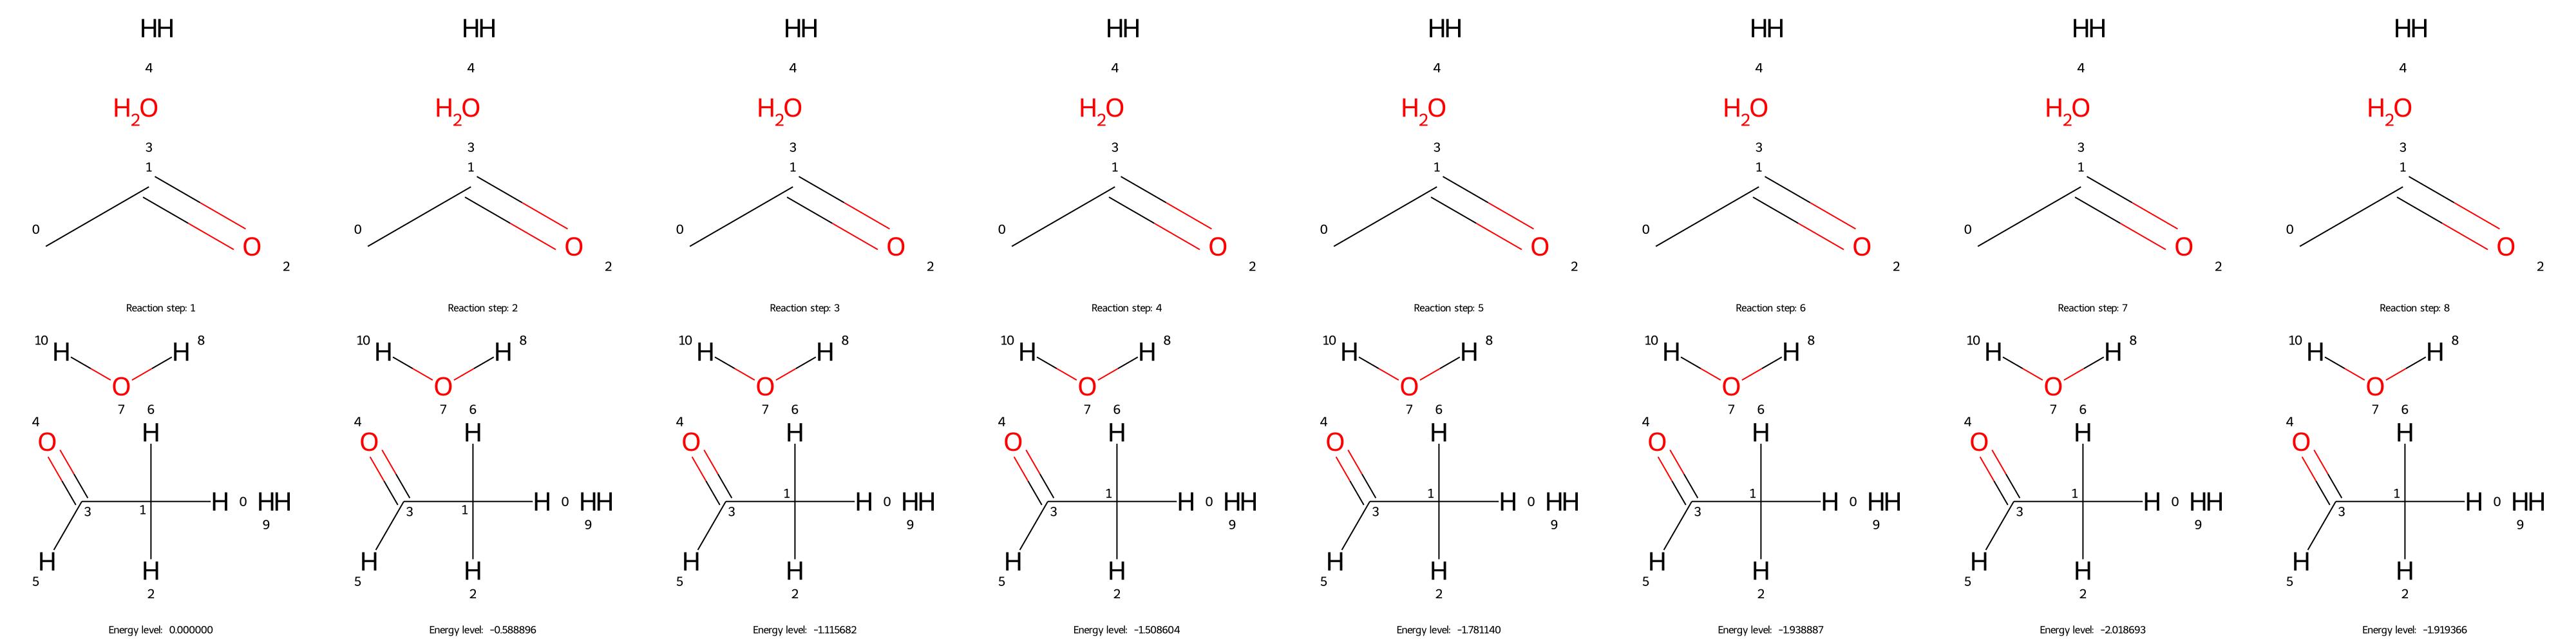 HH HH HH HH HH HH HH HH
4 4 4 4 4 4 4 4
H₂O H₂O H₂O H₂O H₂O H₂O H₂O H₂O
3 3 3 3 3 3 3 3
1 1 1 1 1 1 1 1
0 0 0 0 0 0 0 0
O O O O O O O O
2 2 2 2 2 2 2 2
Reaction step: 1 Reaction step: 2 Reaction step: 3 Reaction step: 4 Reaction step: 5 Reaction step: 6 Reaction step: 7 Reaction step: 8
10 H H 8 10 H H 8 10 H H 8 10 H H 8 10 H H 8 10 H H 8 10 H H 8 10 H H 8
O O O O O O O O
7 6 7 6 7 6 7 6 7 6 7 6 7 6 7 6
4 4 4 4 4 4 4 4
O H O H O H O H O H O H O H O H
H 0 HH H 0 HH H 0 HH H 0 HH H 0 HH H 0 HH H 0 HH H 0 HH
3 1 3 1 3 1 3 1 3 1 3 1 3 1 3 1
9 9 9 9 9 9 9 9
H H H H H H H H H H H H H H H H
5 5 5 5 5 5 5 5
2 2 2 2 2 2 2 2
Energy level: 0.000000 Energy level: -0.588896 Energy level: -1.115682 Energy level: -1.508604 Energy level: -1.781140 Energy level: -1.938887 Energy level: -2.018693 Energy level: -1.919366